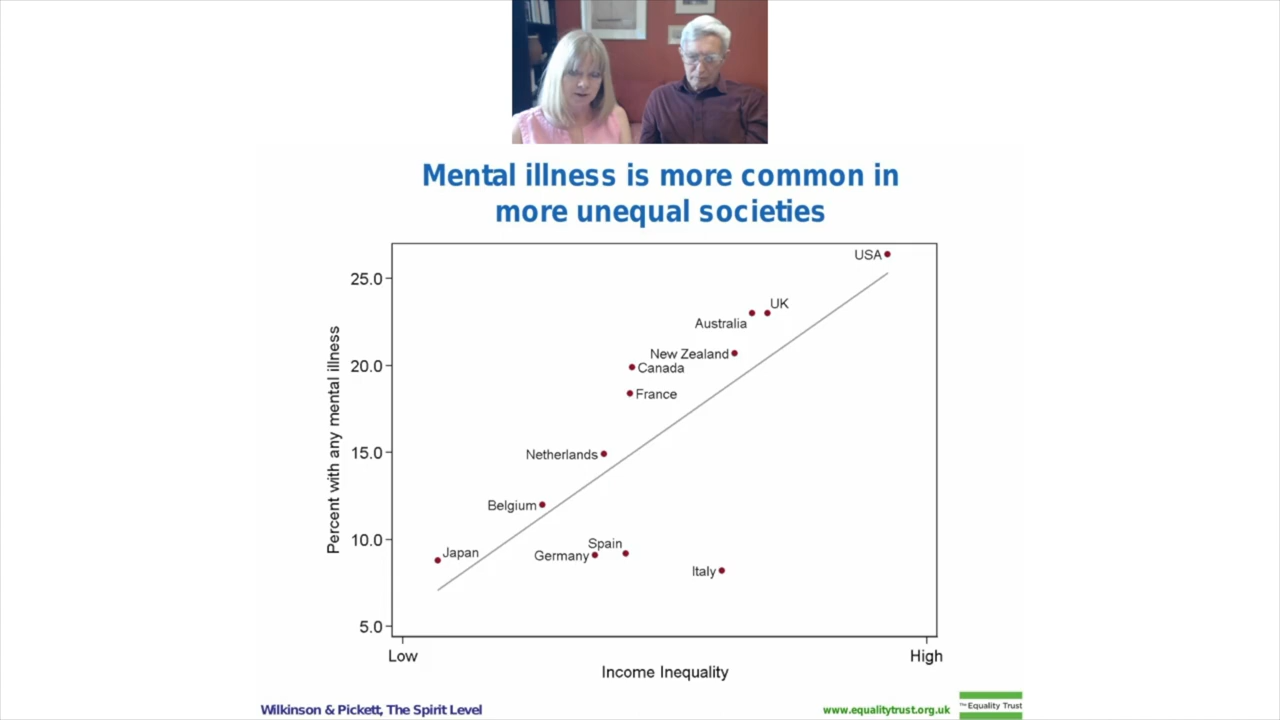 Mental illness is more common in
more unequal societies
USA
25.0
UK
Australia
New Zealand
20.0
Canada
France
Percent with any mental illness
15.0
Netherlands
Belgium
10.0
Spain
Japan
Germany
Italy
5.0
Low
High
Income Inequality
Wilkinson & Pickett, The Spirit Level
www.equalitytrust.org.uk
The Equality Trust